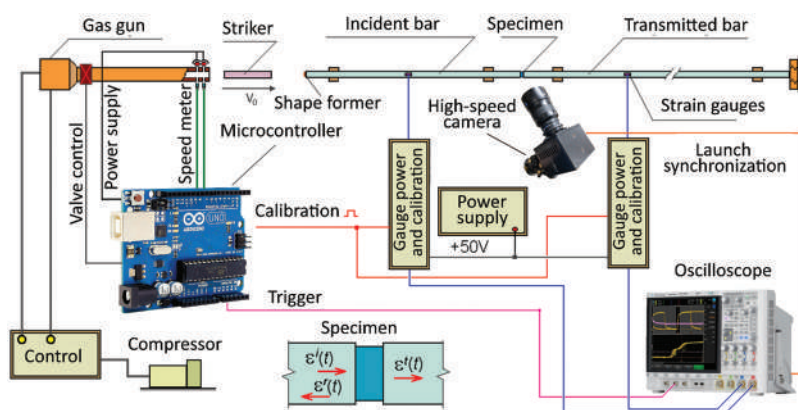 Gas gun
Striker
Incident bar
Specimen
Transmitted bar
V₀
Shape former
Microcontroller
High-speed
camera
Strain gauges
Launch
synchronization
Valve control
Power supply
Speed meter
UNO
ARDUINO
Calibration
Gauge power
and calibration
Power
supply
+50V
Gauge power
and calibration
Oscilloscope
Trigger
Control
Compressor
Specimen
εⁱ(t)
εʳ(t)
εᵗ(t)